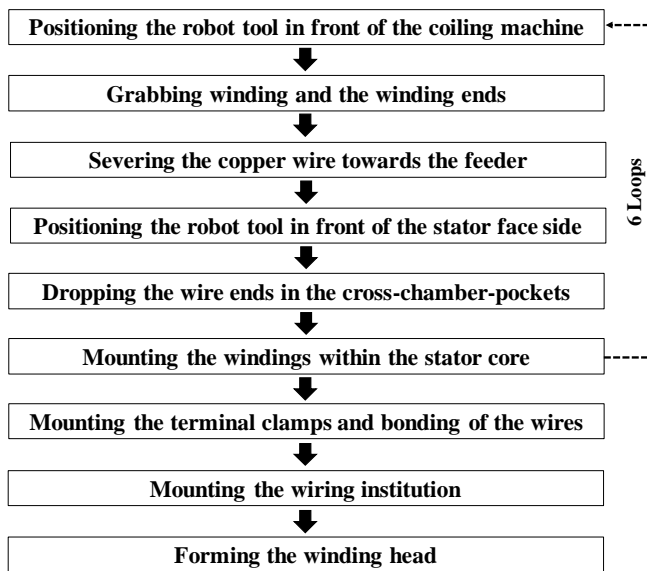 Positioning the robot tool in front of the coiling machine
Grabbing winding and the winding ends
Severing the copper wire towards the feeder
6 Loops
Positioning the robot tool in front of the stator face side
Dropping the wire ends in the cross-chamber-pockets
Mounting the windings within the stator core
Mounting the terminal clamps and bonding of the wires
Mounting the wiring institution
Forming the winding head